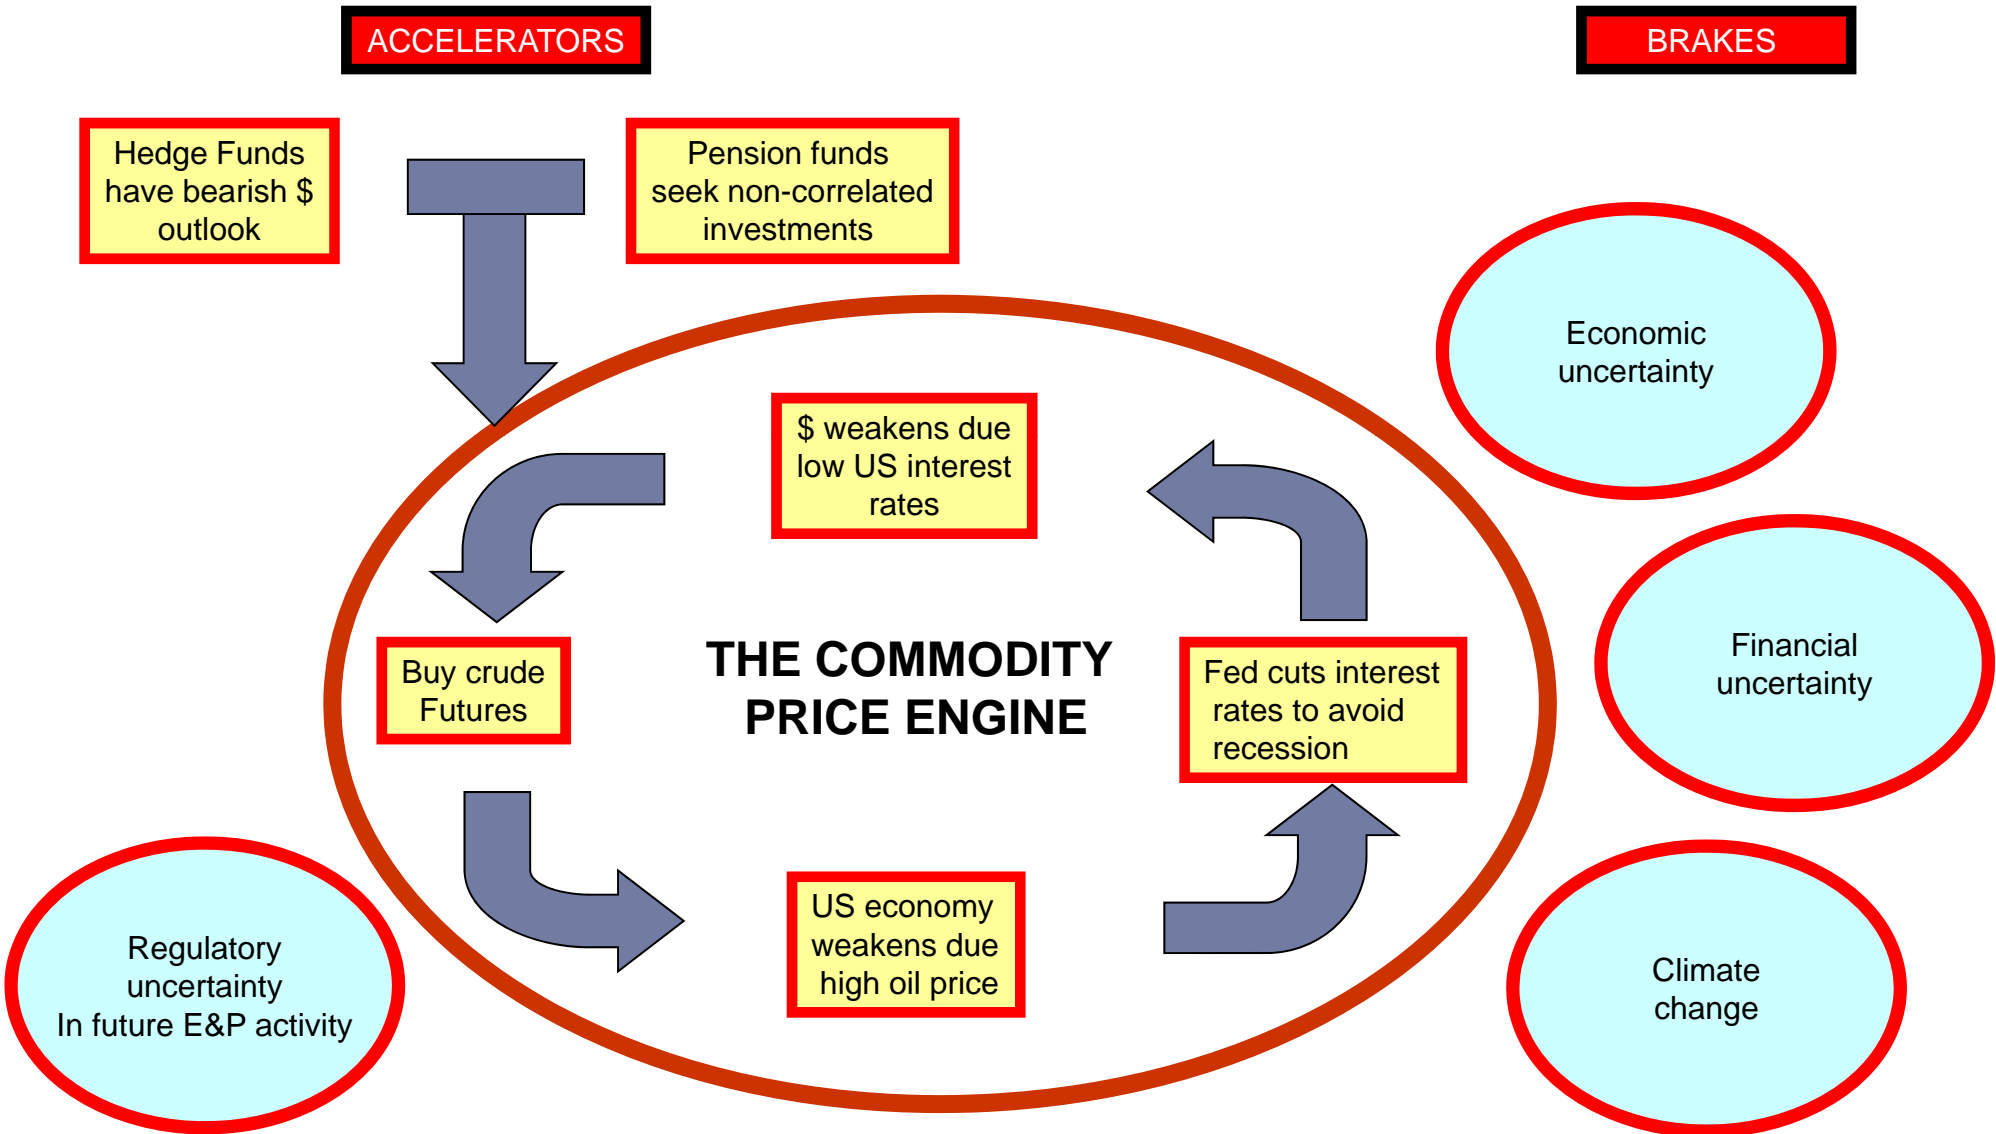 ACCELERATORS
BRAKES
Hedge Funds
have bearish $
outlook
Pension funds
seek non-correlated
investments
Economic
uncertainty
$ weakens due
low US interest
rates
Buy crude
Futures
THE COMMODITY
PRICE ENGINE
Fed cuts interest
rates to avoid
recession
Financial
uncertainty
US economy
weakens due
high oil price
Regulatory
uncertainty
In future E&P activity
Climate
change